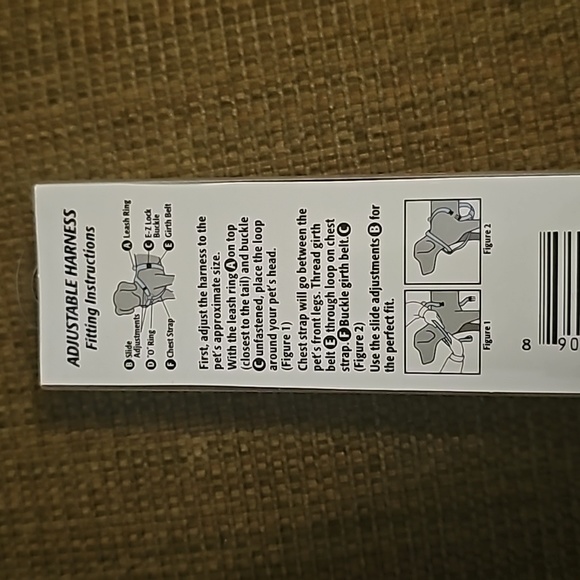 ADJUSTABLE HARNESS
Fitting Instructions
B Slide Adjustments
D 'O' Ring
F Chest Strap
A Leash Ring
C E-Z Lock Buckle
E Girth Belt
First, adjust the harness to the
pet's approximate size.
With the leash ring A on top
(closest to the tail) and buckle
C unfastened, place the loop
around your pet's head.
(Figure 1)
Chest strap will go between the
pet's front legs. Thread girth
belt E through loop on chest
strap. F Buckle girth belt. C
(Figure 2)
Use the slide adjustments B for
the perfect fit.
Figure 1
Figure 2
8
90